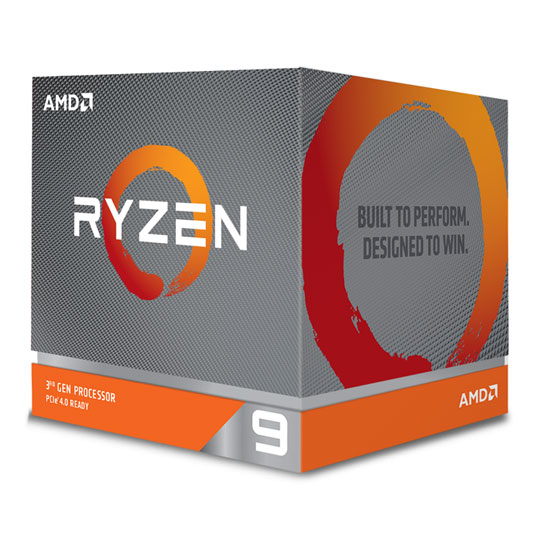 AMD
RYZEN
3RD GEN PROCESSOR
PCIe® 4.0 READY
9
BUILT TO PERFORM.
DESIGNED TO WIN.
AMD